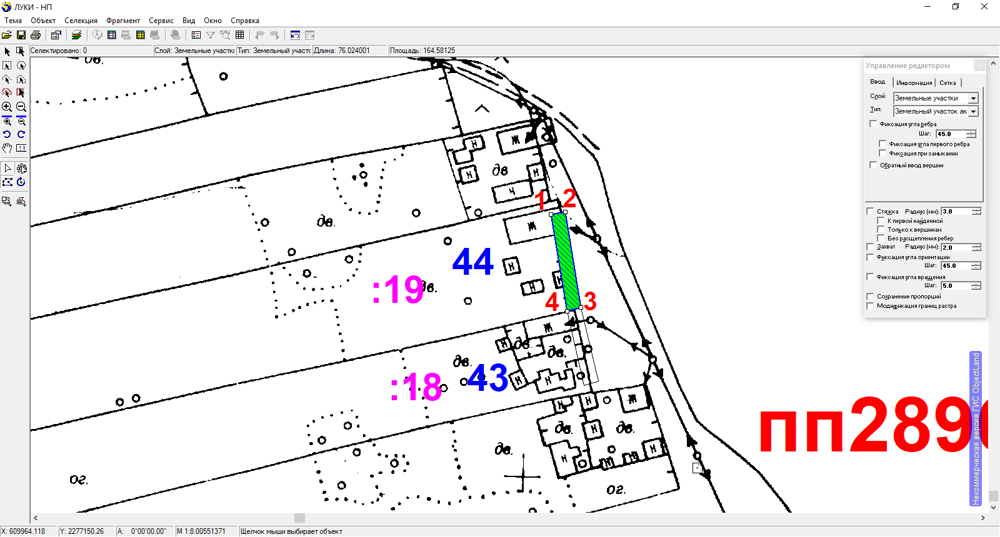 ЛУКИ - НП
Тема Объект Селекция Фрагмент Сервис Вид Окно Справка
Селектировано: 0 Слой: Земельные участки Тип: Земельный участс Длина: 76.024001 Площадь: 164.58125
Управление редактором
Ввод Информация Сетка
Слой: Земельные участки
Тип: Земельный участок ак
Фиксация угла ребра
Шаг: 45.0
Фиксация угла первого ребра
Фиксация при замыкании
Обратный ввод вершин
Стяжка Радиус (мм): 3.0
К первой найденной
Только к вершинам
Без расщепления ребер
Захват Радиус (мм): 2.0
Фиксация угла ориентации
Шаг: 45.0
Фиксация угла вращения
Шаг: 5.0
Сохранение пропорций
Модификация границ растра
дв.
Н Ж
Н дв Н
Ч
1 2
дв.
Ж
44
Н
:19 дв. Н Н
4 3
Ж
Н дв.
дв. дв.
:18 43 Н Н
Н Н Ж
дв. Н дв.
дв. Н Н
Н Н
ог. ог.
пп289
Некоммерческая версия ГИС ObjectLand
X: 609964.118 Y: 2277150.26 A: 0°00'00.00" M 1:8.00551371 Щелчок мыши выбирает объект